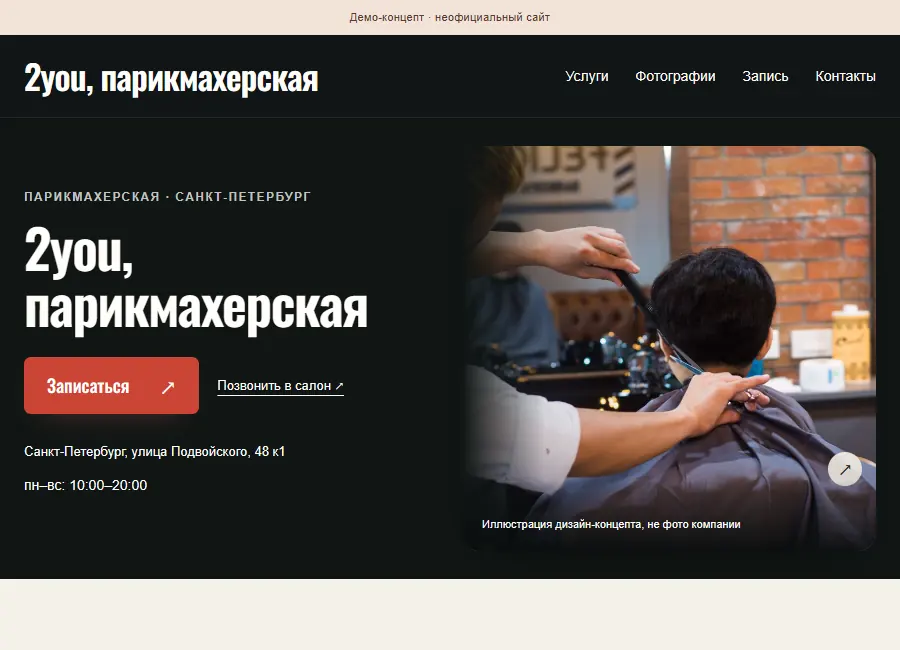 Демо-концепт · неофициальный сайт
2you, парикмахерская
Услуги Фотографии Запись Контакты
ПАРИКМАХЕРСКАЯ · САНКТ-ПЕТЕРБУРГ
2you,
парикмахерская
Записаться ↗
Позвонить в салон ↗
Санкт-Петербург, улица Подвойского, 48 к1
пн–вс: 10:00–20:00
Иллюстрация дизайн-концепта, не фото компании
↗